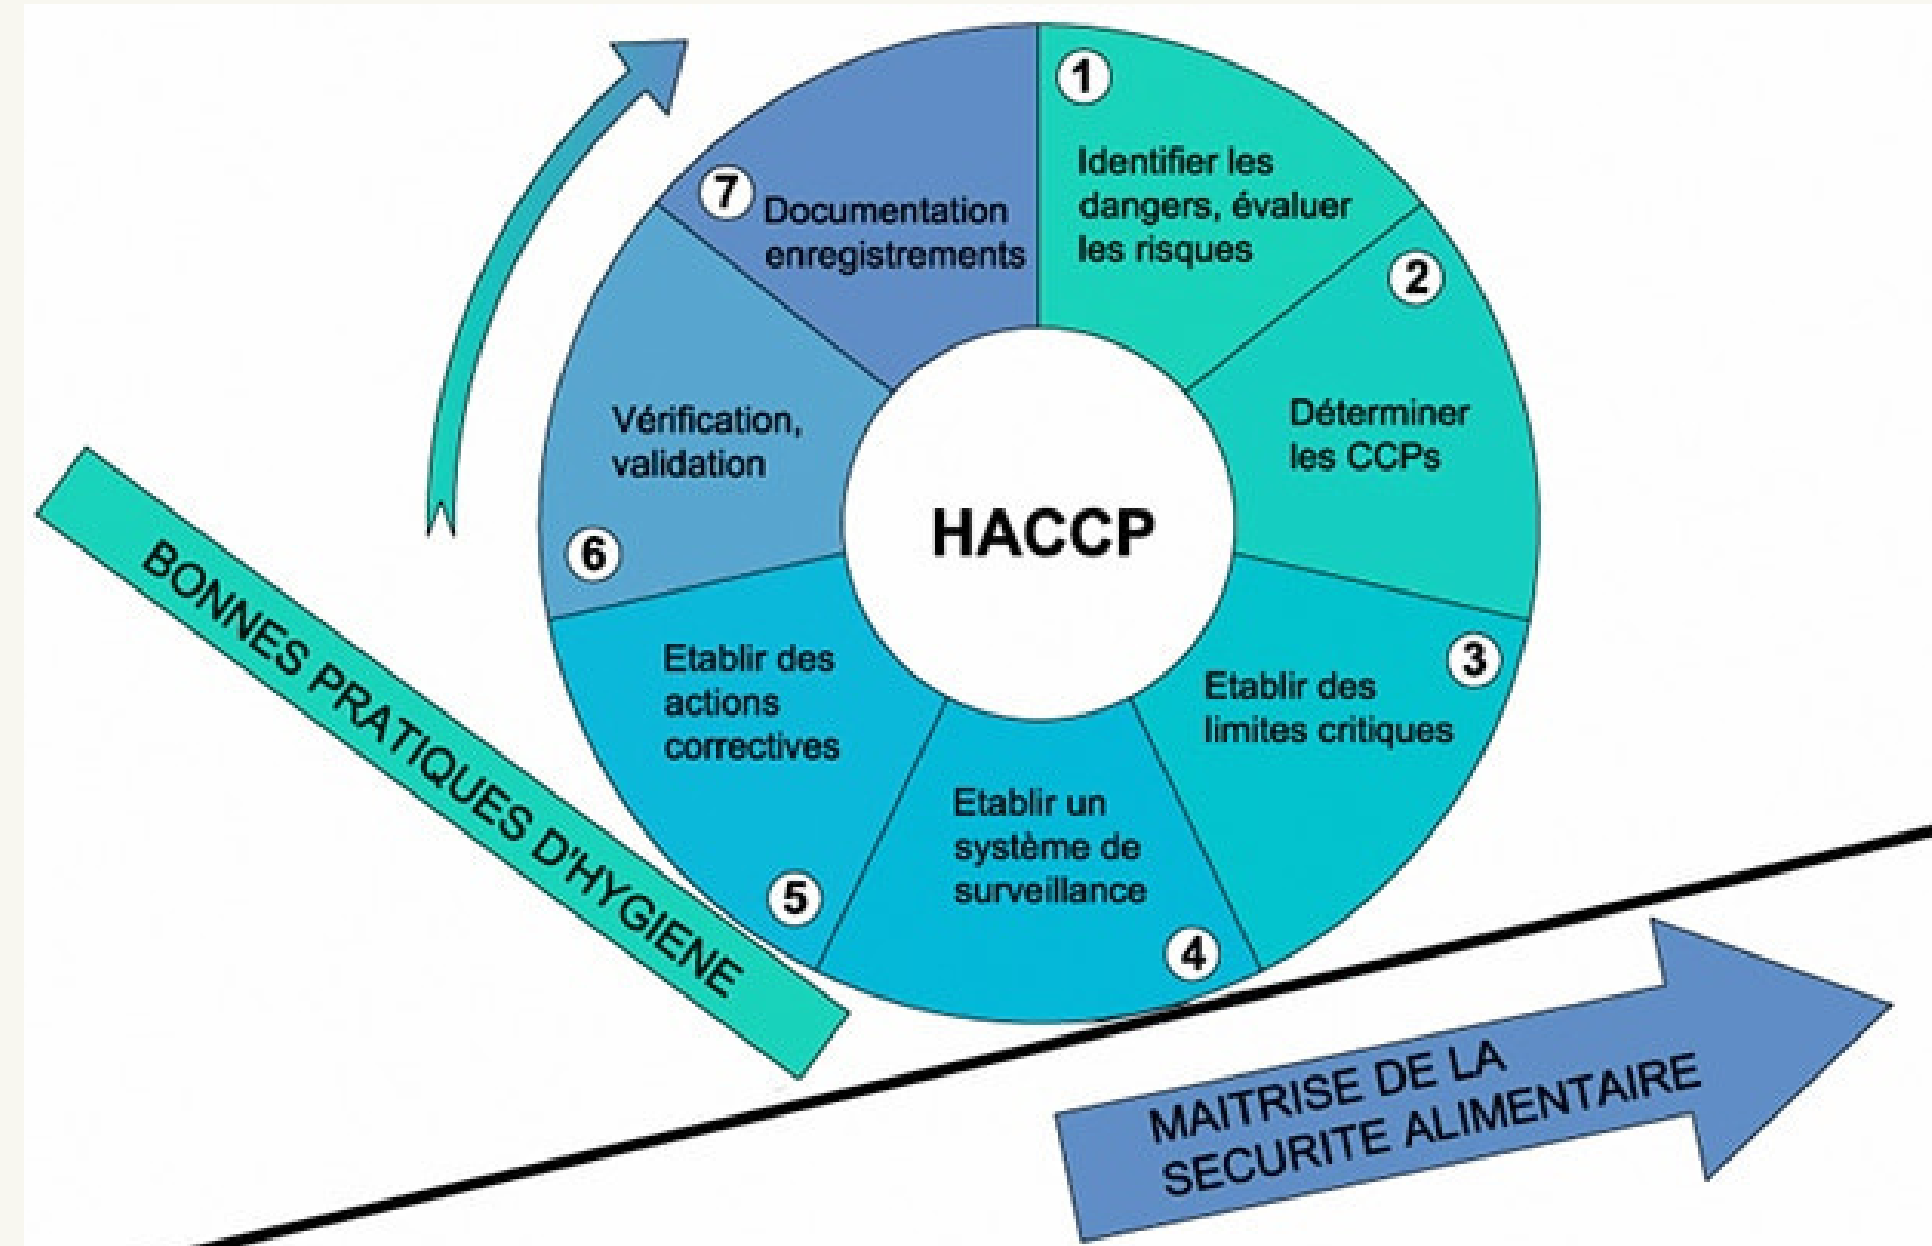 1
Identifier les
dangers, évaluer
les risques
2
Déterminer
les CCPs
3
Etablir des
limites critiques
4
Etablir un
système de
surveillance
5
Etablir des
actions
correctives
6
Vérification,
validation
7
Documentation
enregistrements
HACCP
BONNES PRATIQUES D'HYGIENE
MAITRISE DE LA
SECURITE ALIMENTAIRE